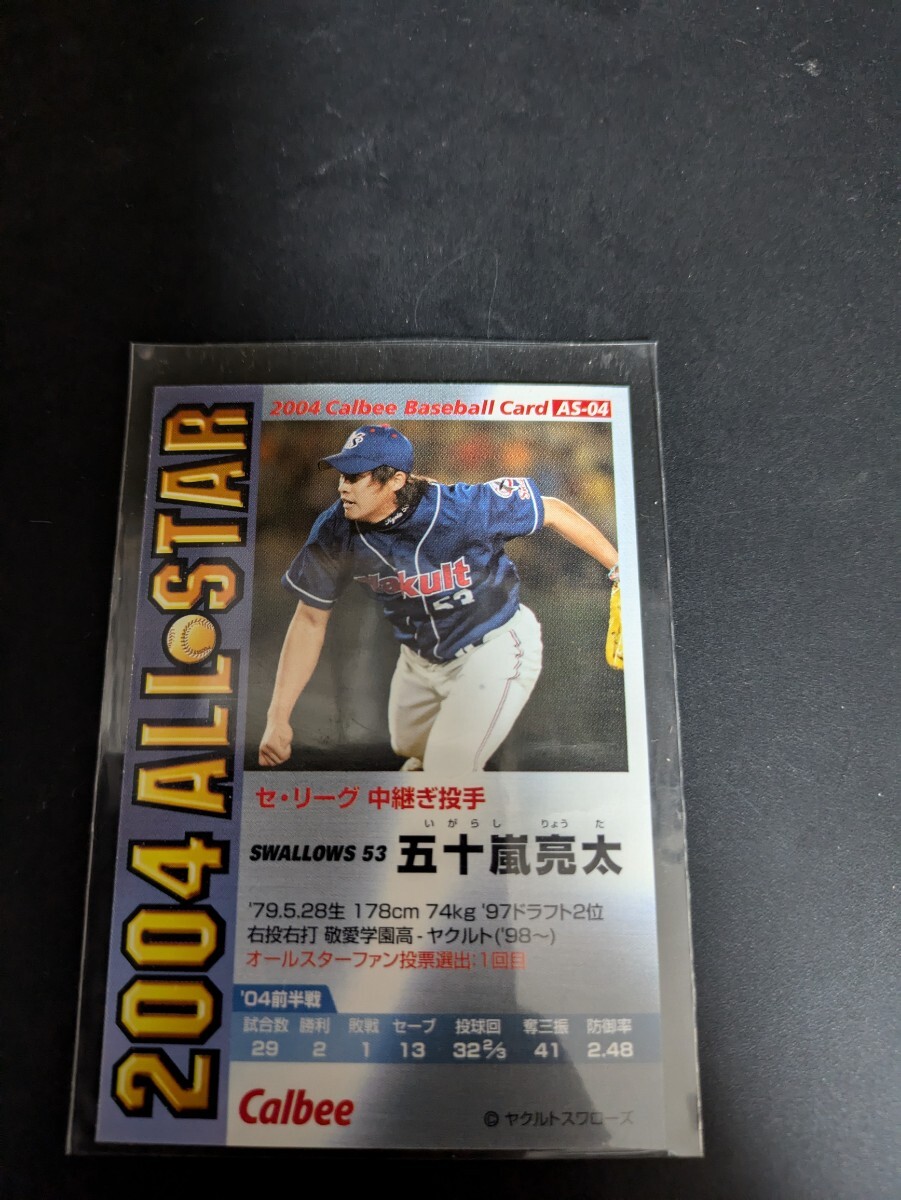 2004 ALL STAR
2004 Calbee Baseball Card AS-04
Yakult
53
セ・リーグ 中継ぎ投手
いがらし りょうた
SWALLOWS 53 五十嵐亮太
'79.5.28生 178cm 74kg '97ドラフト2位
右投右打 敬愛学園高-ヤクルト('98〜)
オールスターファン投票選出:1回目
'04前半戦
試合数 勝利 敗戦 セーブ 投球回 奪三振 防御率
29 2 1 13 32⅔ 41 2.48
Calbee
© ヤクルトスワローズ